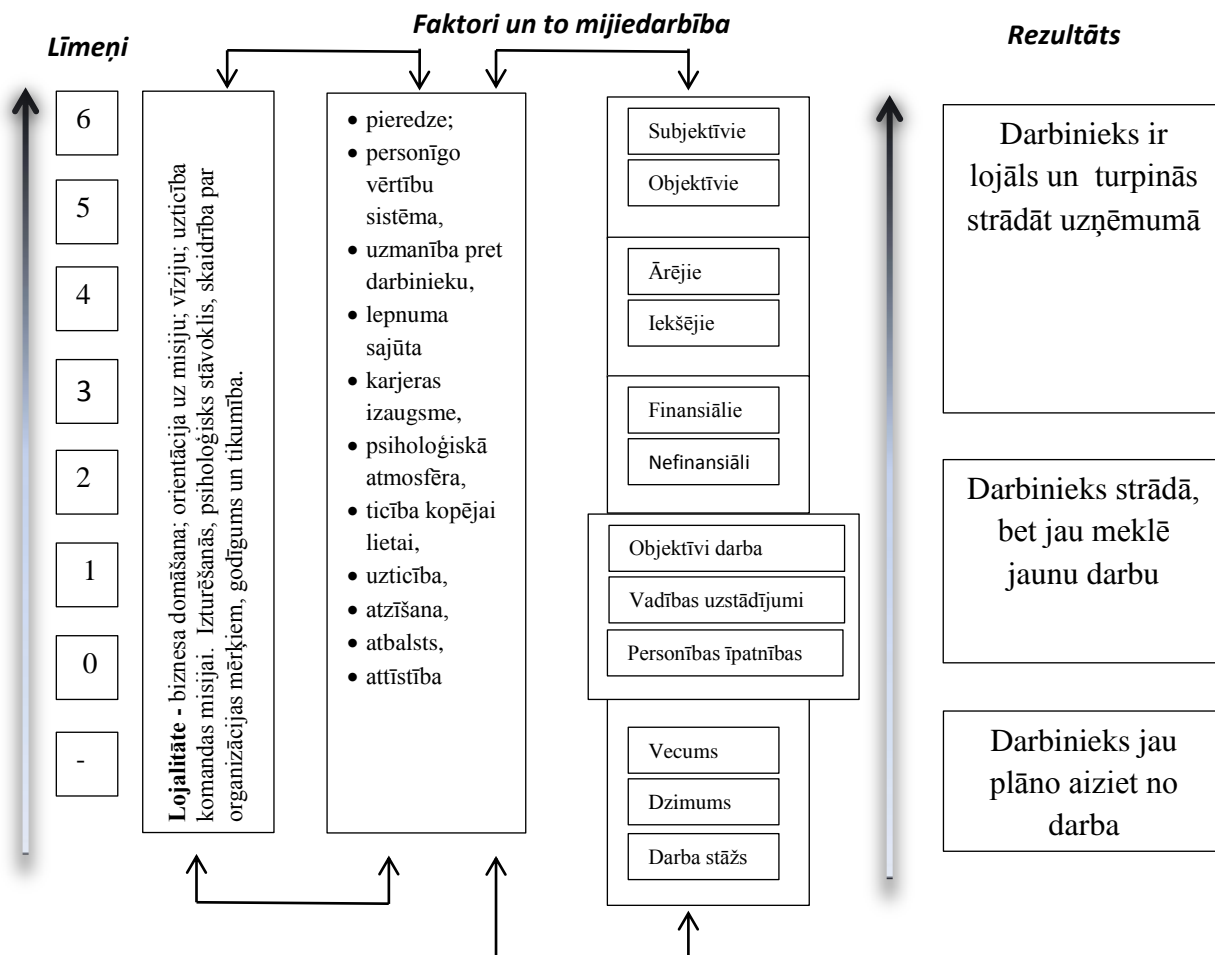 Faktori un to mijiedarbība
Līmeņi
Rezultāts
6
5
4
3
2
1
0
-
Lojalitāte - biznesa domāšana; orientācija uz misiju; vīziju; uzticība
komandas misijai. Izturēšanās, psiholoģisks stāvoklis, skaidrība par
organizācijas mērķiem, godīgums un tikumība.
• pieredze;
• personīgo
vērtību
sistēma,
• uzmanība pret
darbinieku,
• lepnuma
sajūta
• karjeras
izaugsme,
• psiholoģiskā
atmosfēra,
• ticība kopējai
lietai,
• uzticība,
• atzīšana,
• atbalsts,
• attīstība
Subjektīvie
Objektīvie
Ārējie
Iekšējie
Finansiālie
Nefinansiāli
Objektīvi darba
Vadības uzstādījumi
Personības īpatnības
Vecums
Dzimums
Darba stāžs
Darbinieks ir
lojāls un turpinās
strādāt uzņēmumā
Darbinieks strādā,
bet jau meklē
jaunu darbu
Darbinieks jau
plāno aiziet no
darba